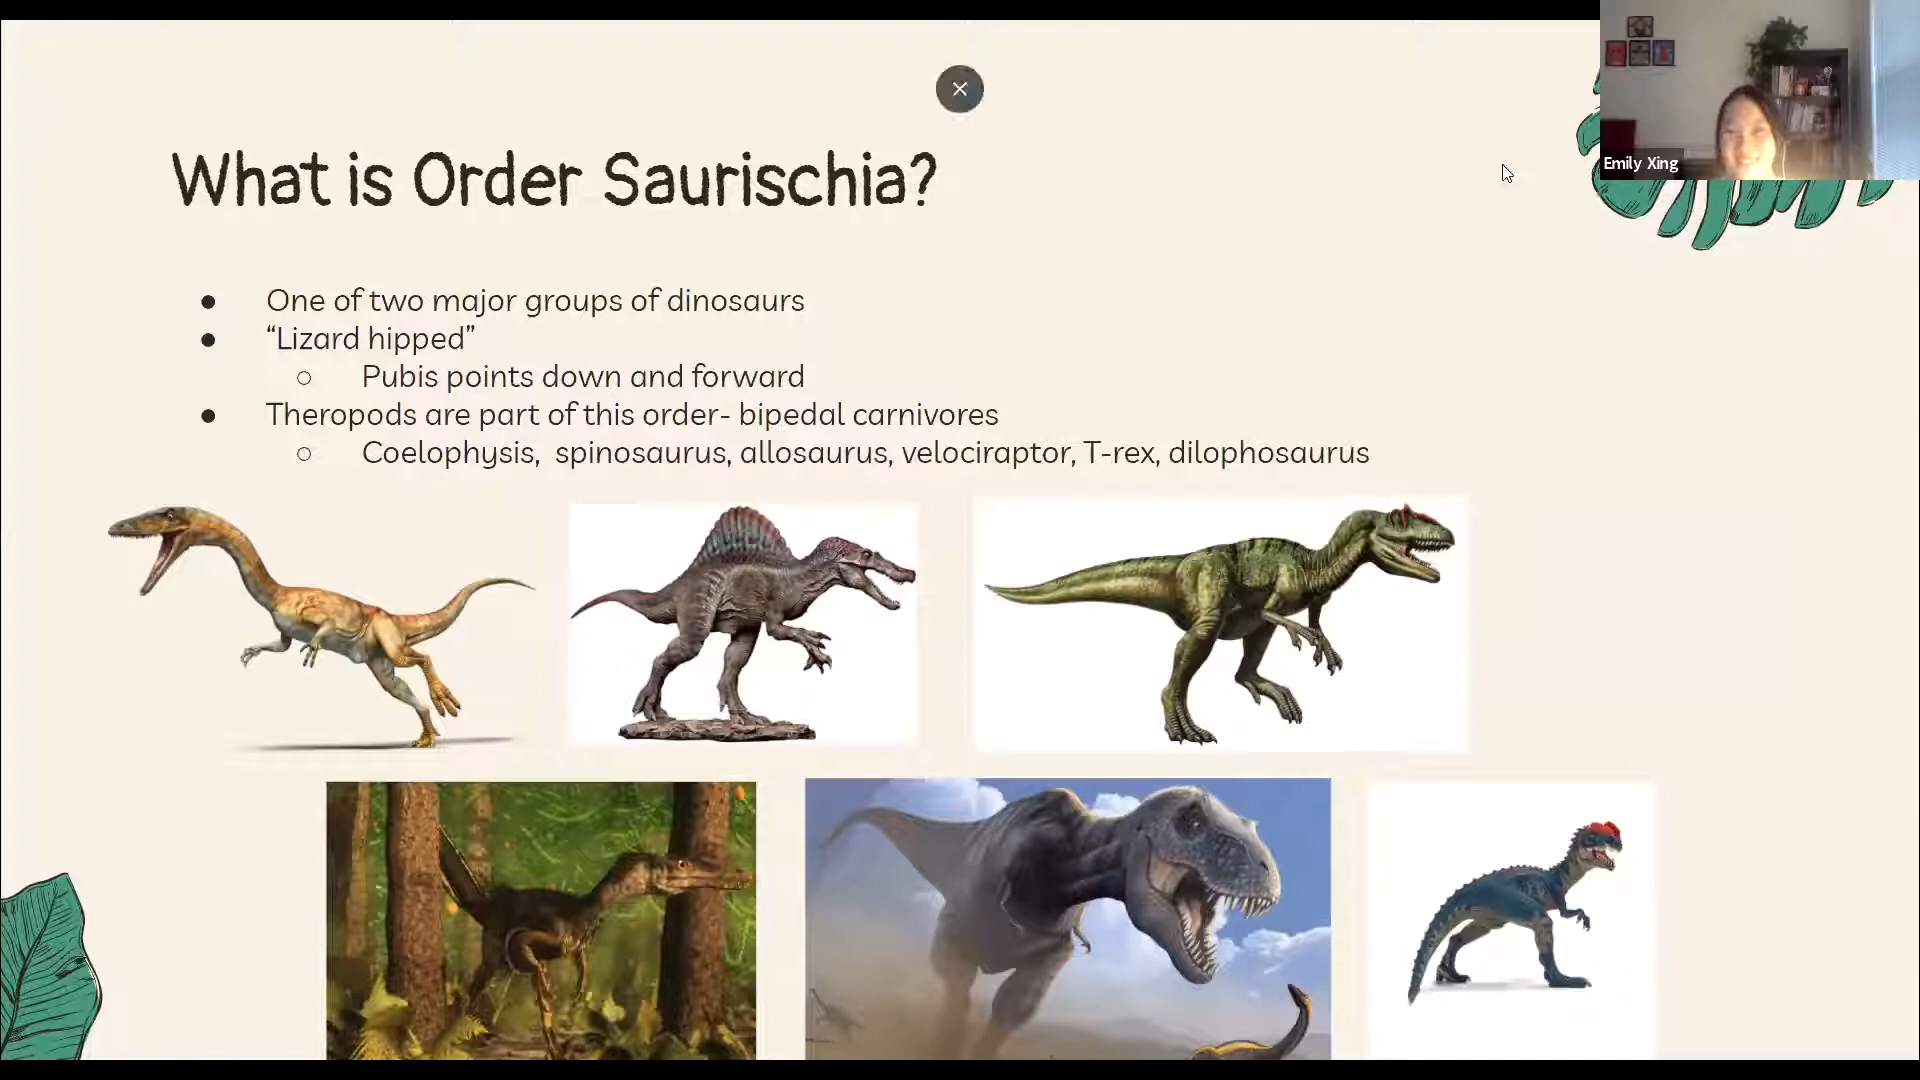 What is Order Saurischia?
Emily Xing
● One of two major groups of dinosaurs
● “Lizard hipped”
○ Pubis points down and forward
● Theropods are part of this order- bipedal carnivores
○ Coelophysis, spinosaurus, allosaurus, velociraptor, T-rex, dilophosaurus